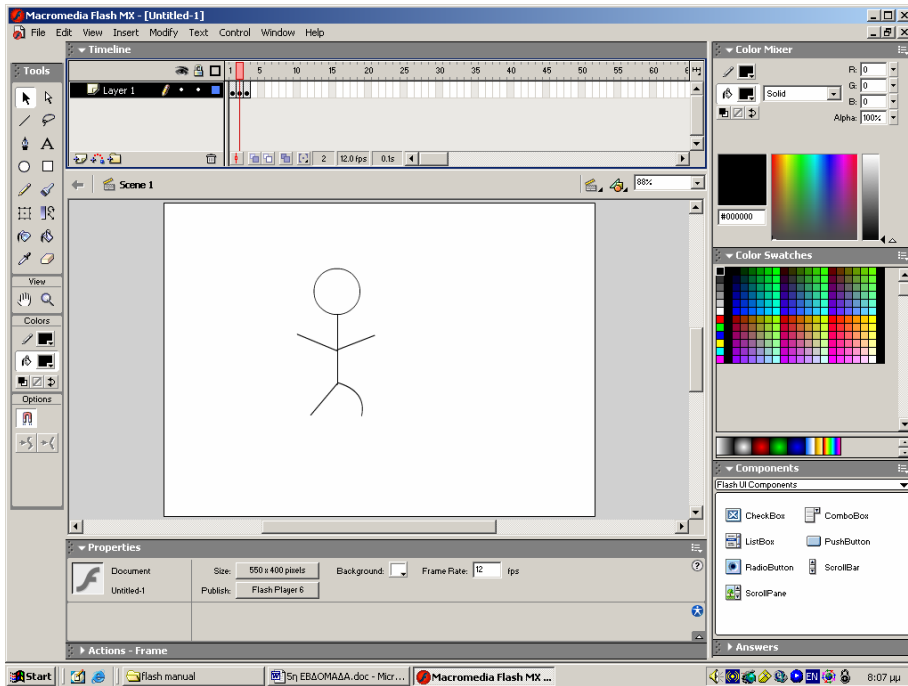 Macromedia Flash MX - [Untitled-1]
File Edit View Insert Modify Text Control Window Help
Tools
View
Colors
Options
Timeline
1 5 10 15 20 25 30 35 40 45 50 55 60
Layer 1
2 12.0 fps 0.1s
Scene 1
88%
Properties
Document
Untitled-1
Size: 550 x 400 pixels
Background:
Frame Rate: 12 fps
Publish: Flash Player 6
Actions - Frame
Color Mixer
Solid
R: 0
G: 0
B: 0
Alpha: 100%
#000000
Color Swatches
Components
Flash UI Components
CheckBox
ComboBox
ListBox
PushButton
RadioButton
ScrollBar
ScrollPane
Answers
Start
flash manual
5η ΕΒΔΟΜΑΔΑ.doc - Micr...
Macromedia Flash MX ...
EN
8:07 μμ